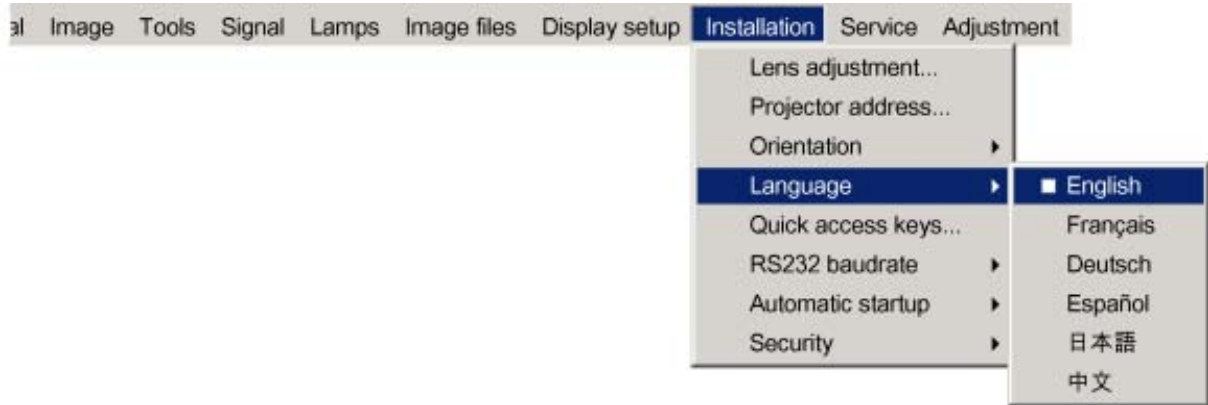 al Image Tools Signal Lamps Image files Display setup Installation Service Adjustment
Lens adjustment...
Projector address...
Orientation
Language
Quick access keys...
RS232 baudrate
Automatic startup
Security
English
Français
Deutsch
Español
日本語
中文